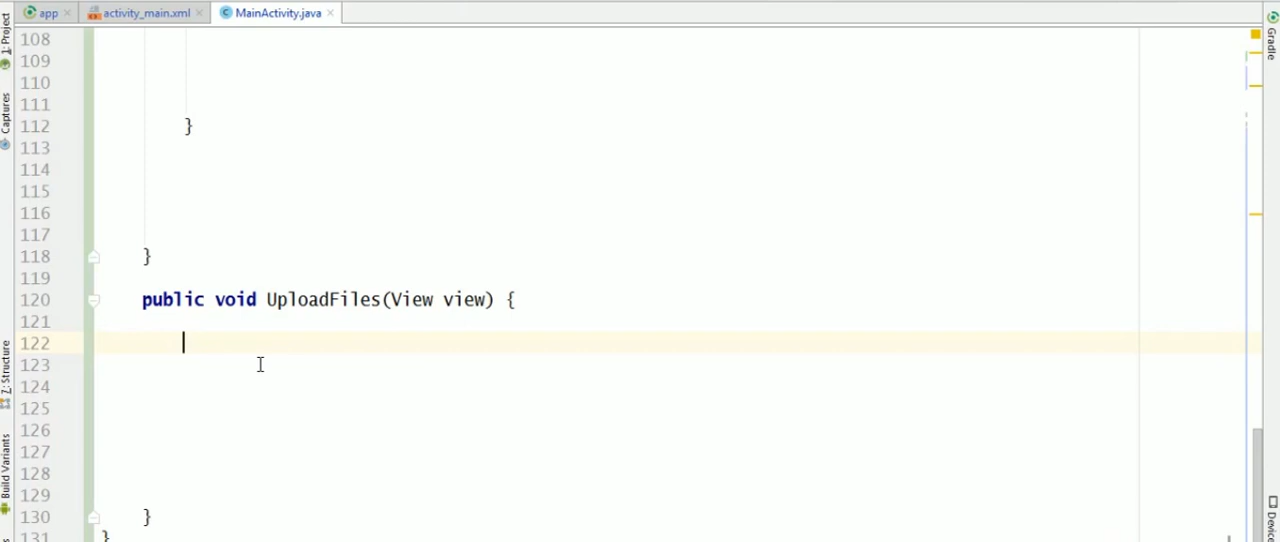 app
activity_main.xml
MainActivity.java
1: Project
Captures
Z: Structure
Build Variants
Gradle
Device
108
109
110
111
112 }
113
114
115
116
117
118 }
119
120 public void UploadFiles(View view) {
121
122
123
124
125
126
127
128
129
130 }
131 }